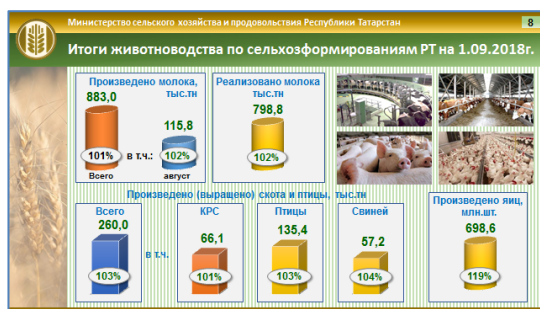 Министерство сельского хозяйства и продовольствия Республики Татарстан
8
Итоги животноводства по сельхозформированиям РТ на 1.09.2018г.
Произведено молока,
тыс.тн
883,0
115,8
101%
в т.ч.:
102%
Всего
август
Реализовано молока
тыс.тн
798,8
102%
Произведено (выращено) скота и птицы, тыс.тн
Всего
260,0
103%
в т.ч.
КРС
66,1
101%
Птицы
135,4
103%
Свиней
57,2
104%
Произведено яиц,
млн.шт.
698,6
119%